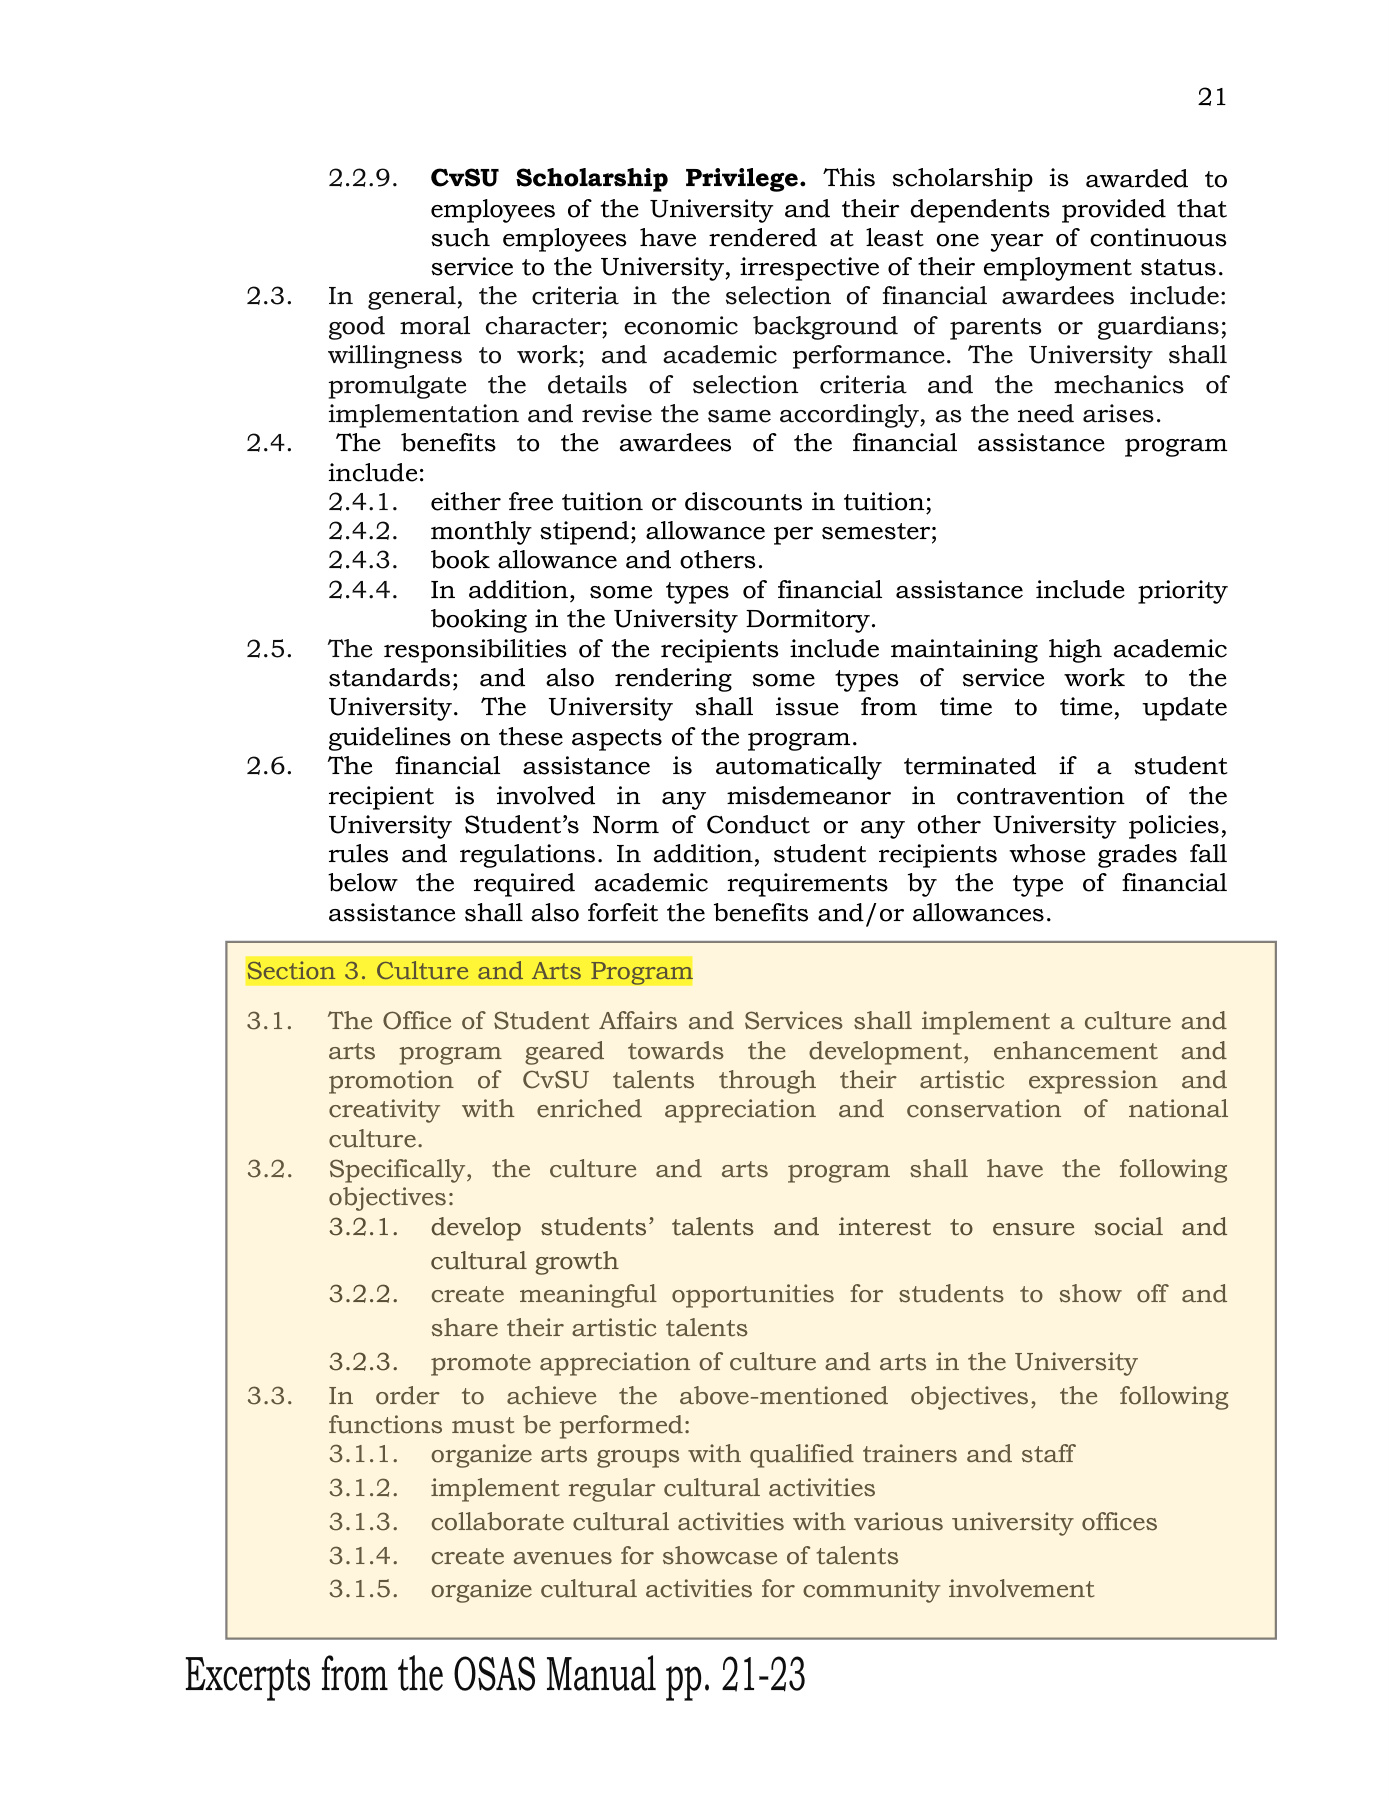 21
2.2.9. CvSU Scholarship Privilege. This scholarship is awarded to
employees of the University and their dependents provided that
such employees have rendered at least one year of continuous
service to the University, irrespective of their employment status.
2.3. In general, the criteria in the selection of financial awardees include:
good moral character; economic background of parents or guardians;
willingness to work; and academic performance. The University shall
promulgate the details of selection criteria and the mechanics of
implementation and revise the same accordingly, as the need arises.
2.4. The benefits to the awardees of the financial assistance program
include:
2.4.1. either free tuition or discounts in tuition;
2.4.2. monthly stipend; allowance per semester;
2.4.3. book allowance and others.
2.4.4. In addition, some types of financial assistance include priority
booking in the University Dormitory.
2.5. The responsibilities of the recipients include maintaining high academic
standards; and also rendering some types of service work to the
University. The University shall issue from time to time, update
guidelines on these aspects of the program.
2.6. The financial assistance is automatically terminated if a student
recipient is involved in any misdemeanor in contravention of the
University Student’s Norm of Conduct or any other University policies,
rules and regulations. In addition, student recipients whose grades fall
below the required academic requirements by the type of financial
assistance shall also forfeit the benefits and/or allowances.
Section 3. Culture and Arts Program
3.1. The Office of Student Affairs and Services shall implement a culture and
arts program geared towards the development, enhancement and
promotion of CvSU talents through their artistic expression and
creativity with enriched appreciation and conservation of national
culture.
3.2. Specifically, the culture and arts program shall have the following
objectives:
3.2.1. develop students’ talents and interest to ensure social and
cultural growth
3.2.2. create meaningful opportunities for students to show off and
share their artistic talents
3.2.3. promote appreciation of culture and arts in the University
3.3. In order to achieve the above-mentioned objectives, the following
functions must be performed:
3.1.1. organize arts groups with qualified trainers and staff
3.1.2. implement regular cultural activities
3.1.3. collaborate cultural activities with various university offices
3.1.4. create avenues for showcase of talents
3.1.5. organize cultural activities for community involvement
Excerpts from the OSAS Manual pp. 21-23